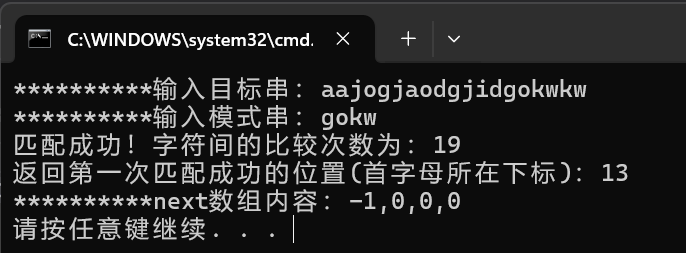 C:\WINDOWS\system32\cmd.
**********输入目标串：aajogjaodgjidgokwkw
**********输入模式串：gokw
匹配成功！字符间的比较次数为：19
返回第一次匹配成功的位置(首字母所在下标)：13
**********next数组内容：-1,0,0,0
请按任意键继续. . .